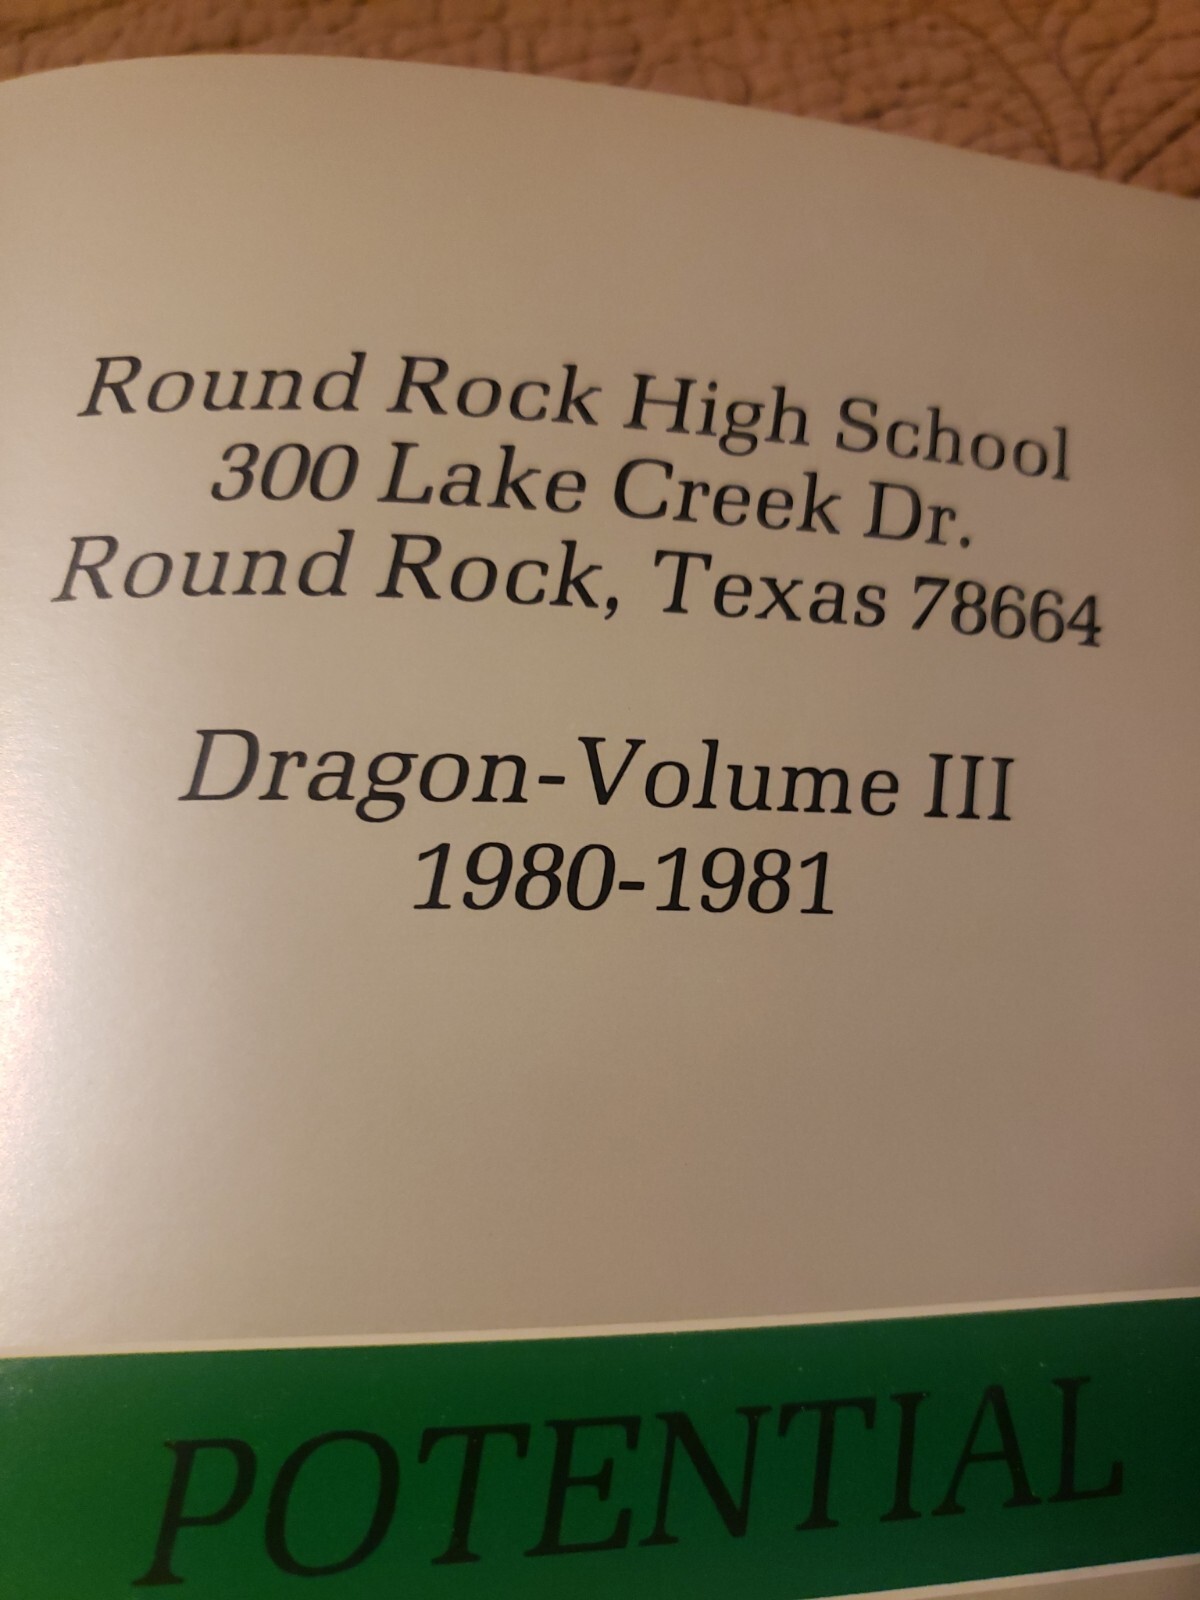 Round Rock High School
300 Lake Creek Dr.
Round Rock, Texas 78664
Dragon-Volume III
1980-1981
POTENTIAL